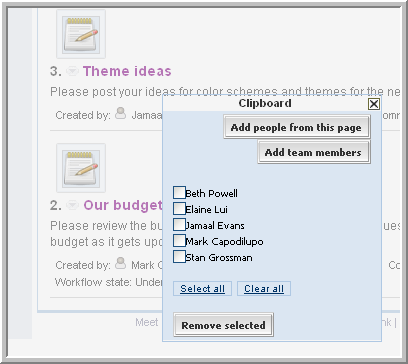 3. Theme ideas
Please post your ideas for color schemes and themes for the ne
Clipboard
Created by: Jamaa
Add people from this page
Add team members
Beth Powell
2. Our budget
Elaine Lui
Please review the bu
Jamaal Evans
budget as it gets upd
Mark Capodilupo
Stan Grossman
Created by: Mark C
Co
Workflow state: Under
Select all Clear all
Remove selected
Meet